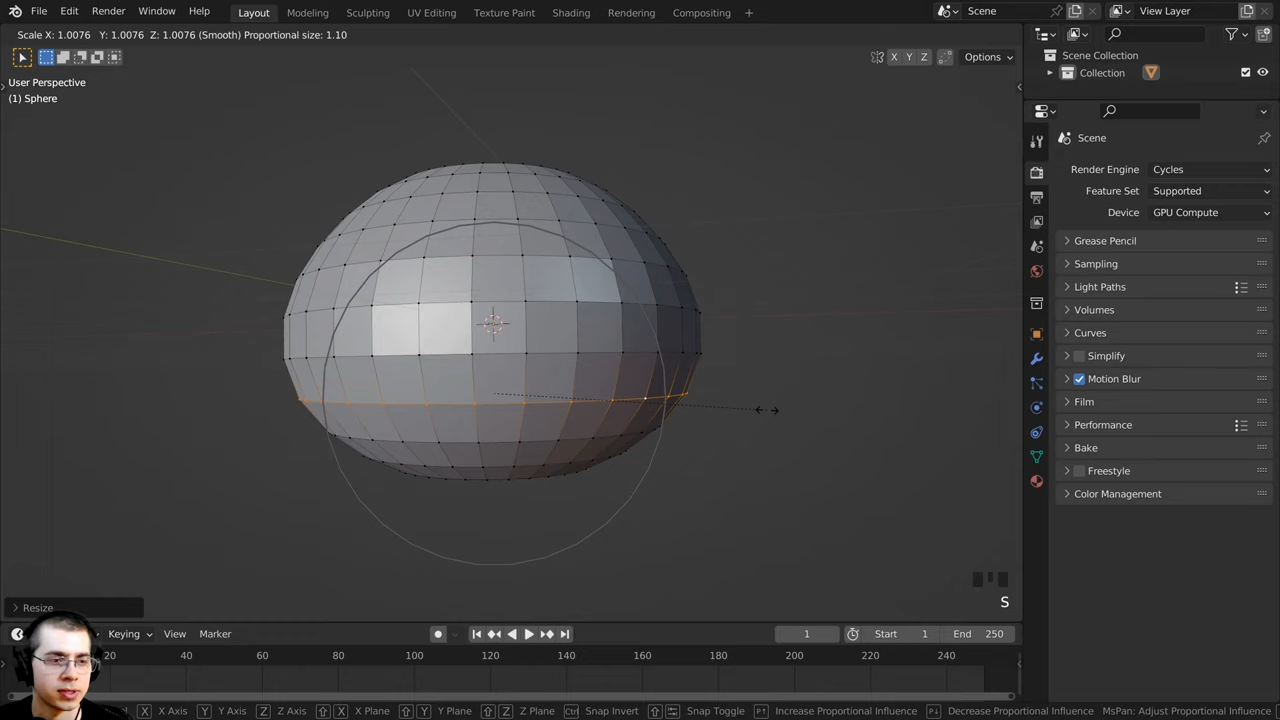 File Edit Render Window Help Layout Modeling Sculpting UV Editing Texture Paint Shading Rendering Compositing Scene View Layer
Scale X: 1.0076 Y: 1.0076 Z: 1.0076 (Smooth) Proportional size: 1.10
X Y Z Options
User Perspective
(1) Sphere
Scene Collection
Collection
Scene
Render Engine Cycles
Feature Set Supported
Device GPU Compute
Grease Pencil
Sampling
Light Paths
Volumes
Curves
Simplify
Motion Blur
Film
Performance
Bake
Freestyle
Color Management
S
Resize
Keying View Marker 1 Start 1 End 250
20 40 60 80 100 120 140 160 180 200 220 240
X X Axis Y Y Axis Z Z Axis X X Plane Y Y Plane Z Z Plane Ctrl Snap Invert Snap Toggle Increase Proportional Influence Decrease Proportional Influence MsPan: Adjust Proportional Influence